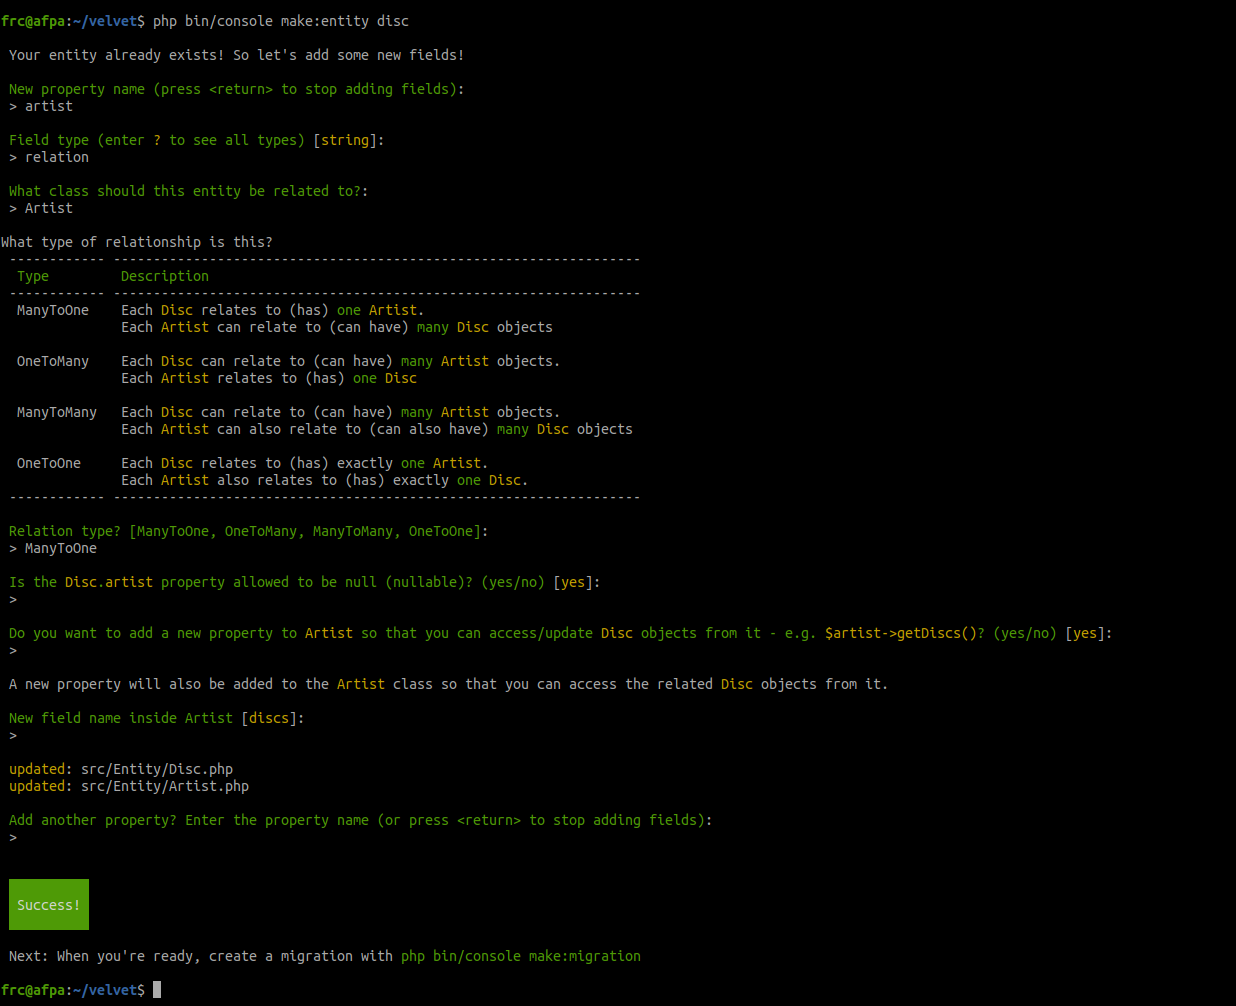 frc@afpa:~/velvet$ php bin/console make:entity disc
Your entity already exists! So let's add some new fields!
New property name (press <return> to stop adding fields):
> artist
Field type (enter ? to see all types) [string]:
> relation
What class should this entity be related to?:
> Artist
What type of relationship is this?
------------ ------------------------------------------------------------------
Type Description
------------ ------------------------------------------------------------------
ManyToOne Each Disc relates to (has) one Artist.
Each Artist can relate to (can have) many Disc objects
OneToMany Each Disc can relate to (can have) many Artist objects.
Each Artist relates to (has) one Disc
ManyToMany Each Disc can relate to (can have) many Artist objects.
Each Artist can also relate to (can also have) many Disc objects
OneToOne Each Disc relates to (has) exactly one Artist.
Each Artist also relates to (has) exactly one Disc.
------------ ------------------------------------------------------------------
Relation type? [ManyToOne, OneToMany, ManyToMany, OneToOne]:
> ManyToOne
Is the Disc.artist property allowed to be null (nullable)? (yes/no) [yes]:
>
Do you want to add a new property to Artist so that you can access/update Disc objects from it - e.g. $artist->getDiscs()? (yes/no) [yes]:
>
A new property will also be added to the Artist class so that you can access the related Disc objects from it.
New field name inside Artist [discs]:
>
updated: src/Entity/Disc.php
updated: src/Entity/Artist.php
Add another property? Enter the property name (or press <return> to stop adding fields):
>
Success!
Next: When you're ready, create a migration with php bin/console make:migration
frc@afpa:~/velvet$